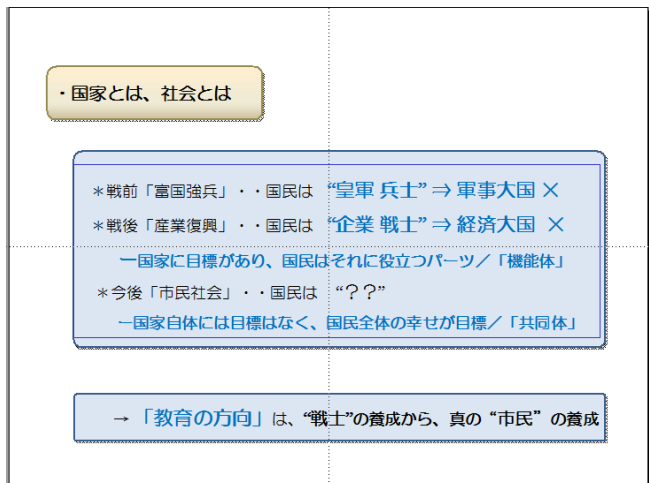 ・国家とは、社会とは
＊戦前「富国強兵」・・国民は “皇軍 兵士” ⇒ 軍事大国 ×
＊戦後「産業復興」・・国民は “企業 戦士” ⇒ 経済大国 ×
ー国家に目標があり、国民はそれに役立つパーツ／「機能体」
＊今後「市民社会」・・国民は “？？”
ー国家自体には目標はなく、国民全体の幸せが目標／「共同体」
→ 「教育の方向」は、“戦士”の養成から、真の “市民” の養成